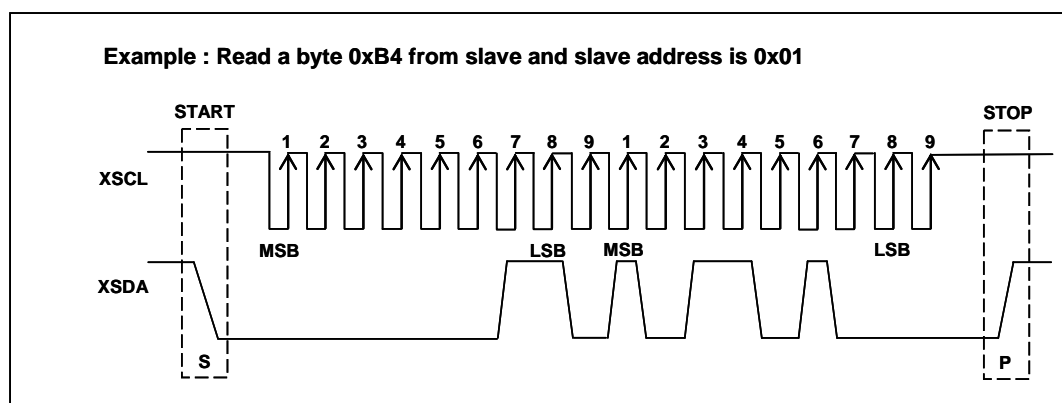 Example : Read a byte 0xB4 from slave and slave address is 0x01
START STOP
1 2 3 4 5 6 7 8 9 1 2 3 4 5 6 7 8 9
XSCL
MSB LSB MSB LSB
XSDA
S P